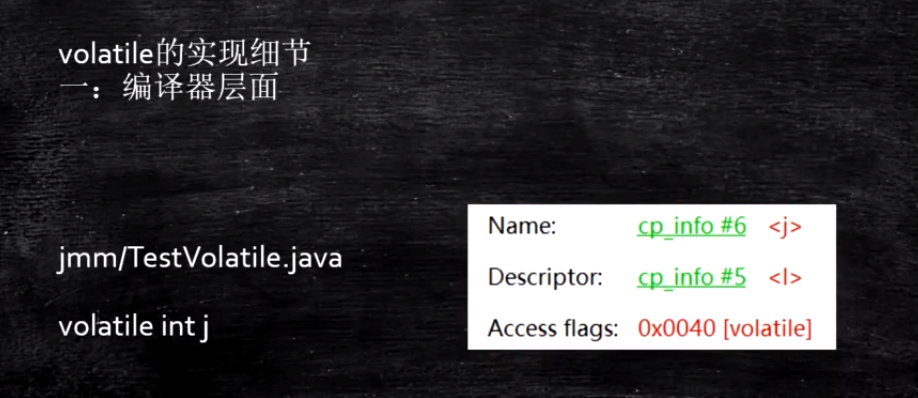 volatile的实现细节
一：编译器层面
jmm/TestVolatile.java
volatile int j
Name: cp_info #6 <j>
Descriptor: cp_info #5 <I>
Access flags: 0x0040 [volatile]